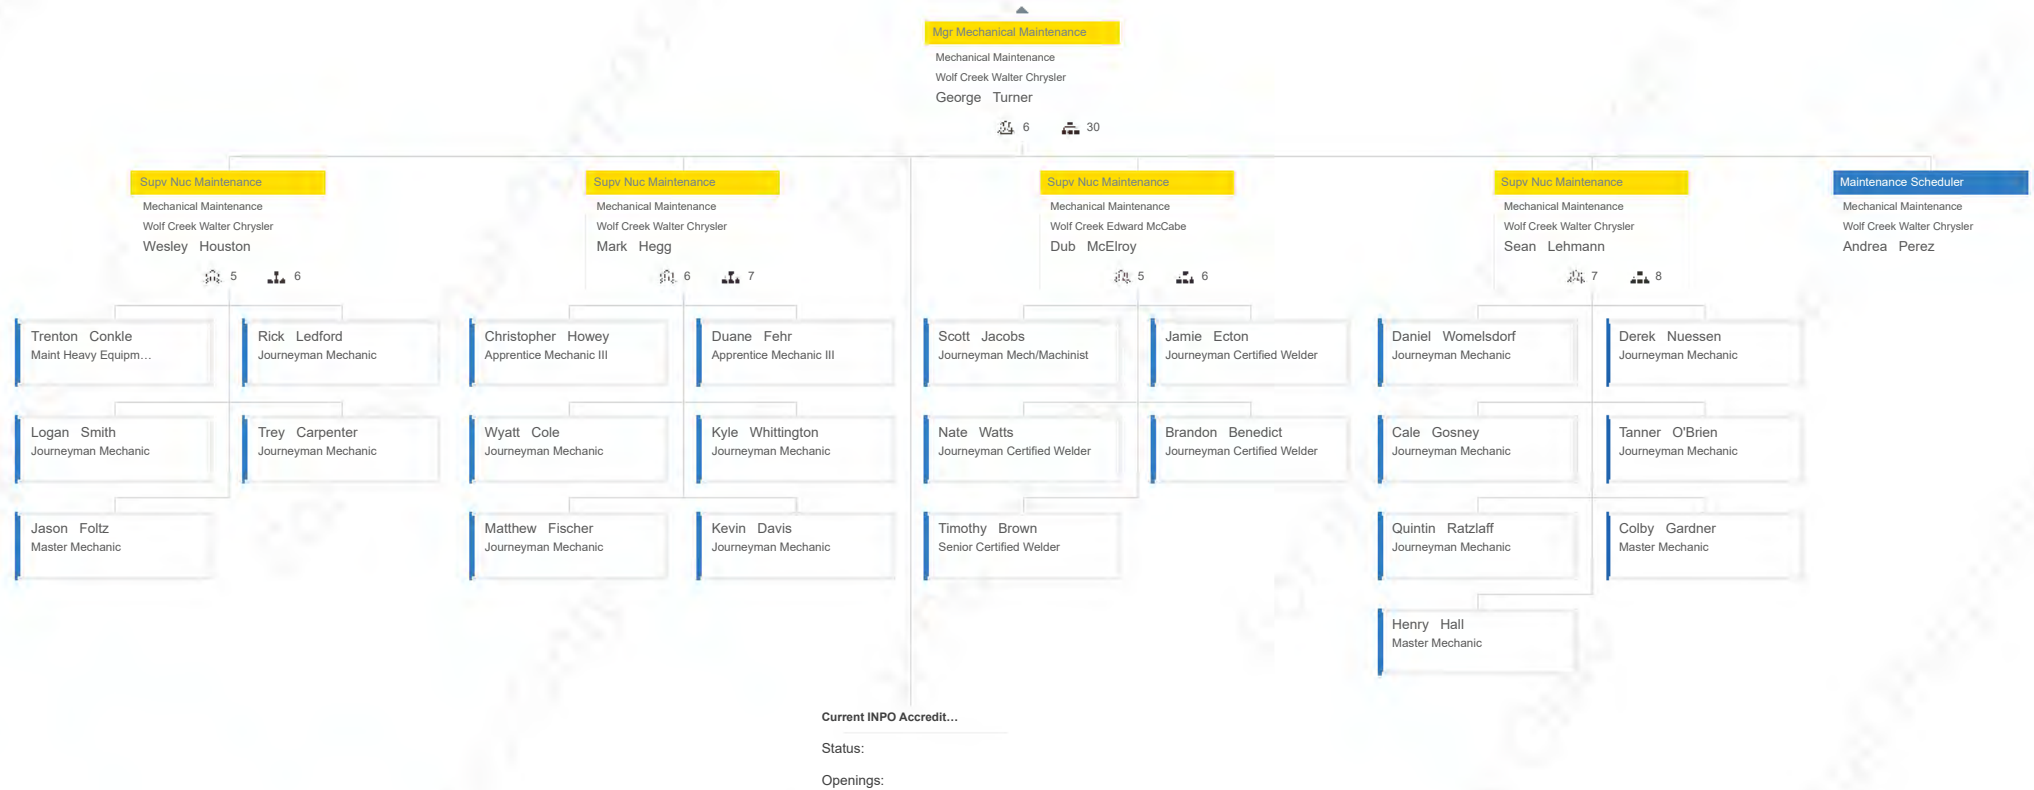 Mgr Mechanical Maintenance
Mechanical Maintenance
Wolf Creek Walter Chrysler
George Turner
6 30
Supv Nuc Maintenance
Mechanical Maintenance
Wolf Creek Walter Chrysler
Wesley Houston
5 6
Supv Nuc Maintenance
Mechanical Maintenance
Wolf Creek Walter Chrysler
Mark Hegg
6 7
Supv Nuc Maintenance
Mechanical Maintenance
Wolf Creek Edward McCabe
Dub McElroy
5 6
Supv Nuc Maintenance
Mechanical Maintenance
Wolf Creek Walter Chrysler
Sean Lehmann
7 8
Maintenance Scheduler
Mechanical Maintenance
Wolf Creek Walter Chrysler
Andrea Perez
Trenton Conkle
Maint Heavy Equipm…
Rick Ledford
Journeyman Mechanic
Logan Smith
Journeyman Mechanic
Trey Carpenter
Journeyman Mechanic
Jason Foltz
Master Mechanic
Christopher Howey
Apprentice Mechanic III
Duane Fehr
Apprentice Mechanic III
Wyatt Cole
Journeyman Mechanic
Kyle Whittington
Journeyman Mechanic
Matthew Fischer
Journeyman Mechanic
Kevin Davis
Journeyman Mechanic
Scott Jacobs
Journeyman Mech/Machinist
Jamie Ecton
Journeyman Certified Welder
Nate Watts
Journeyman Certified Welder
Brandon Benedict
Journeyman Certified Welder
Timothy Brown
Senior Certified Welder
Daniel Womelsdorf
Journeyman Mechanic
Derek Nuessen
Journeyman Mechanic
Cale Gosney
Journeyman Mechanic
Tanner O'Brien
Journeyman Mechanic
Quintin Ratzlaff
Journeyman Mechanic
Colby Gardner
Master Mechanic
Henry Hall
Master Mechanic
Current INPO Accredit…
Status:
Openings: